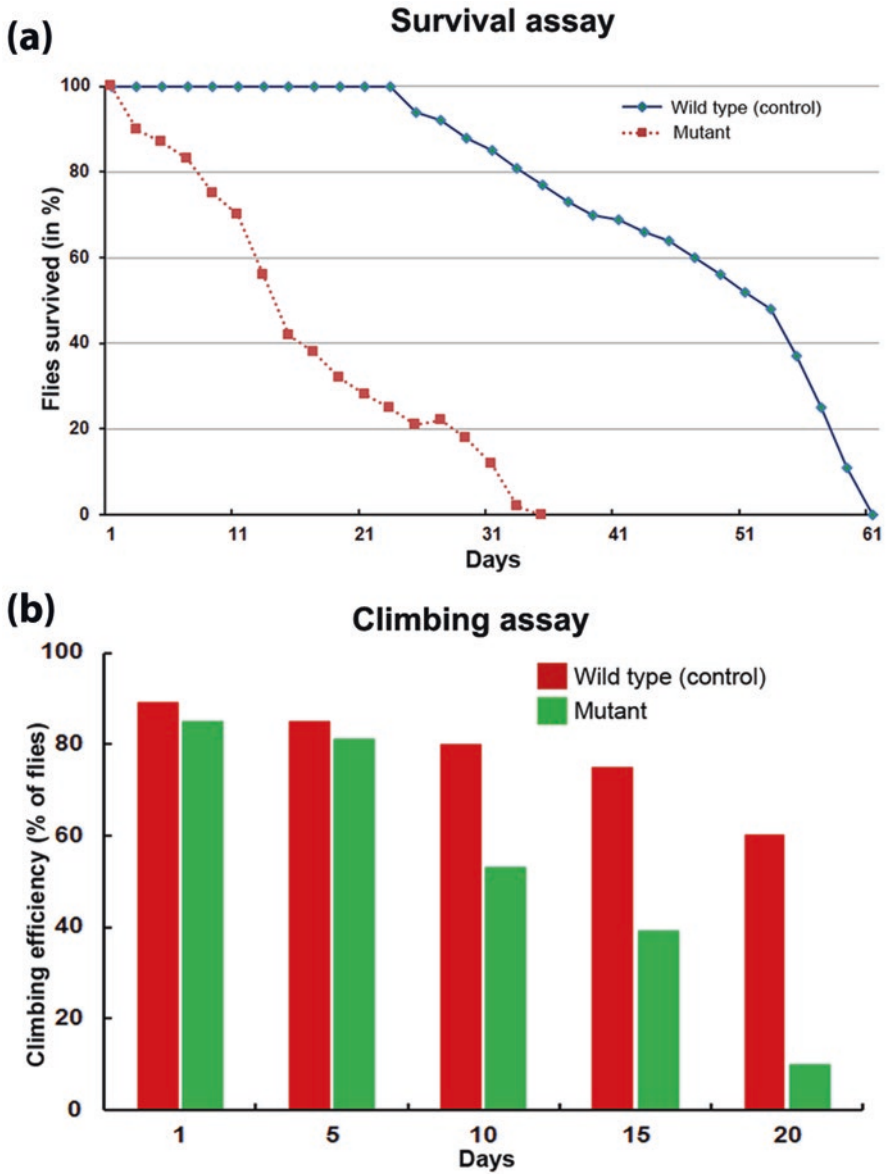 (a)
Survival assay
100
80
60
40
20
0
Flies survived (in %)
Wild type (control)
Mutant
1 11 21 31 41 51 61
Days
(b)
Climbing assay
100
80
60
40
20
0
Climbing efficiency (% of flies)
Wild type (control)
Mutant
1 5 10 15 20
Days